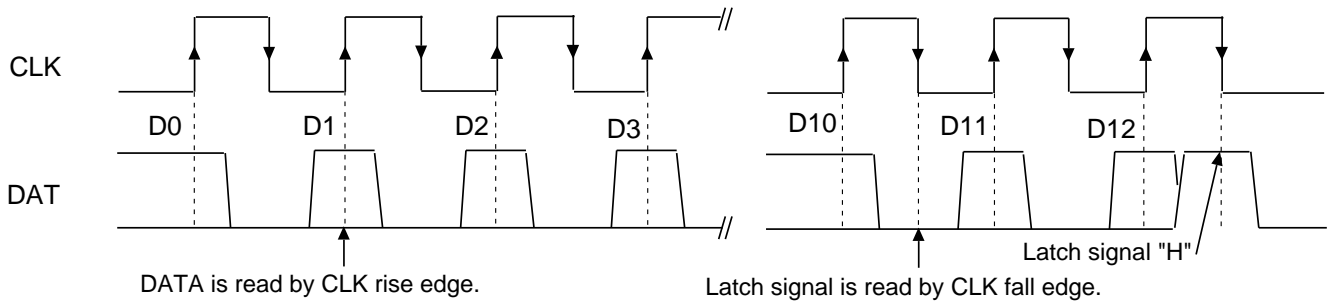 CLK
D0 D1 D2 D3 D10 D11 D12
DAT
Latch signal "H"
DATA is read by CLK rise edge. Latch signal is read by CLK fall edge.